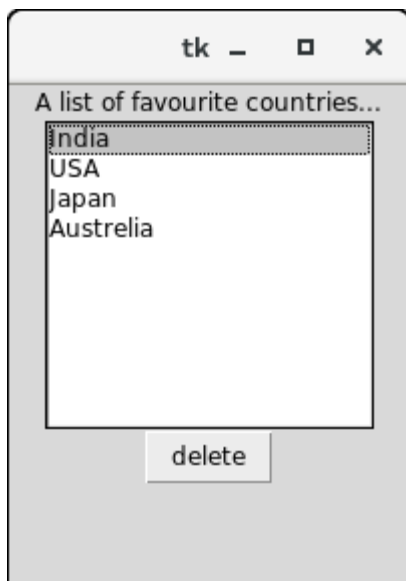 tk
A list of favourite countries...
India
USA
Japan
Austrelia
delete